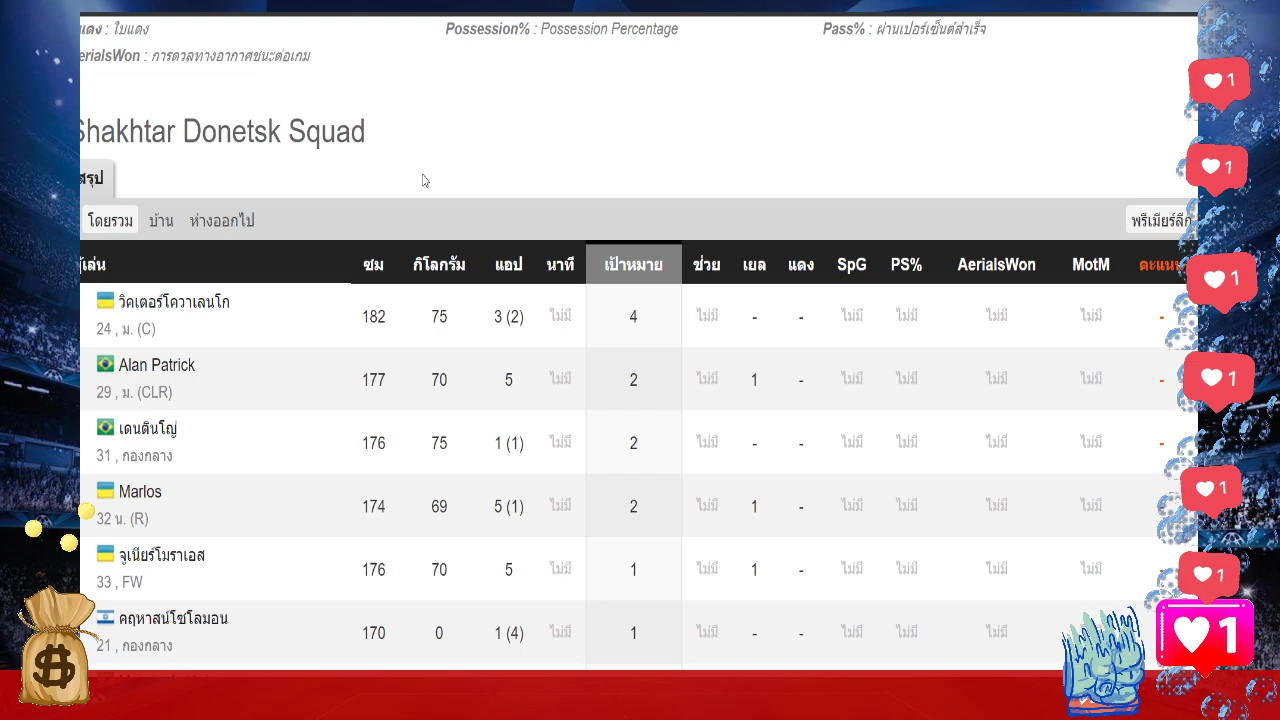 แดง : ใบแดง Possession% : Possession Percentage Pass% : ผ่านเปอร์เซ็นต์สำเร็จ
erialsWon : การดวลทางอากาศชนะต่อเกม
Shakhtar Donetsk Squad
สรุป
โดยรวม บ้าน ห่างออกไป พรีเมียร์ลีก
ผู้เล่น ซม กิโลกรัม แอป นาที เป้าหมาย ช่วย เยล แดง SpG PS% AerialsWon MotM คะแนน
วิคเตอร์โควาเลนโก
24 , ม. (C) 182 75 3 (2) ไม่มี 4 ไม่มี - - ไม่มี ไม่มี ไม่มี ไม่มี -
Alan Patrick
29 , ม. (CLR) 177 70 5 ไม่มี 2 ไม่มี 1 - ไม่มี ไม่มี ไม่มี ไม่มี -
เดนตินโญ่
31 , กองกลาง 176 75 1 (1) ไม่มี 2 ไม่มี - - ไม่มี ไม่มี ไม่มี ไม่มี -
Marlos
32 น. (R) 174 69 5 (1) ไม่มี 2 ไม่มี 1 - ไม่มี ไม่มี ไม่มี ไม่มี
จูเนียร์โมราเอส
33 , FW 176 70 5 ไม่มี 1 ไม่มี 1 - ไม่มี ไม่มี ไม่มี ไม่มี
คฤหาสน์โซโลมอน
21 , กองกลาง 170 0 1 (4) ไม่มี 1 ไม่มี - - ไม่มี ไม่มี ไม่มี ไม่มี
1
1
1
1
1
1
1